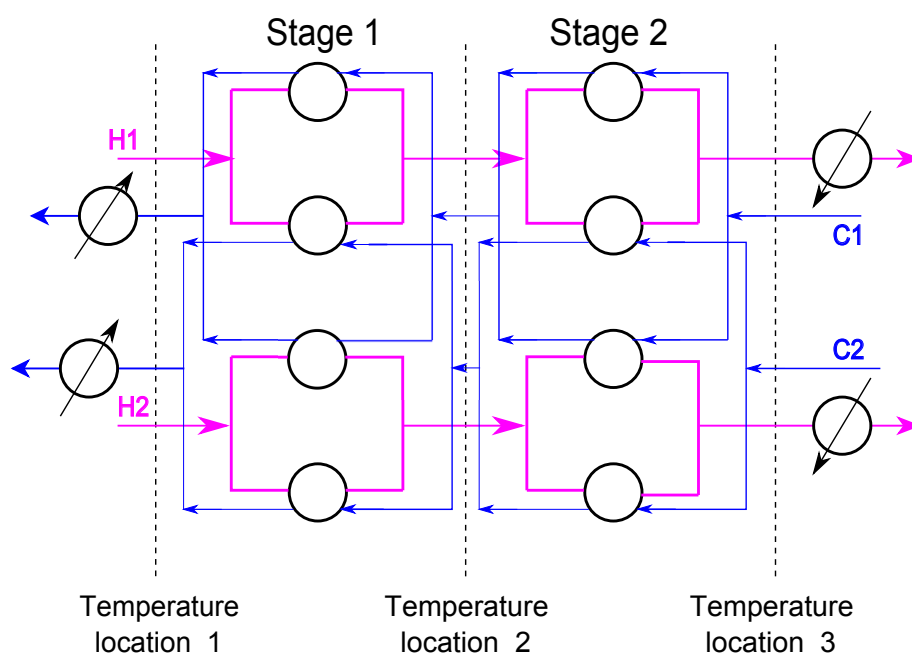 Stage 1
Stage 2
H1
C1
C2
H2
Temperature
location 1
Temperature
location 2
Temperature
location 3